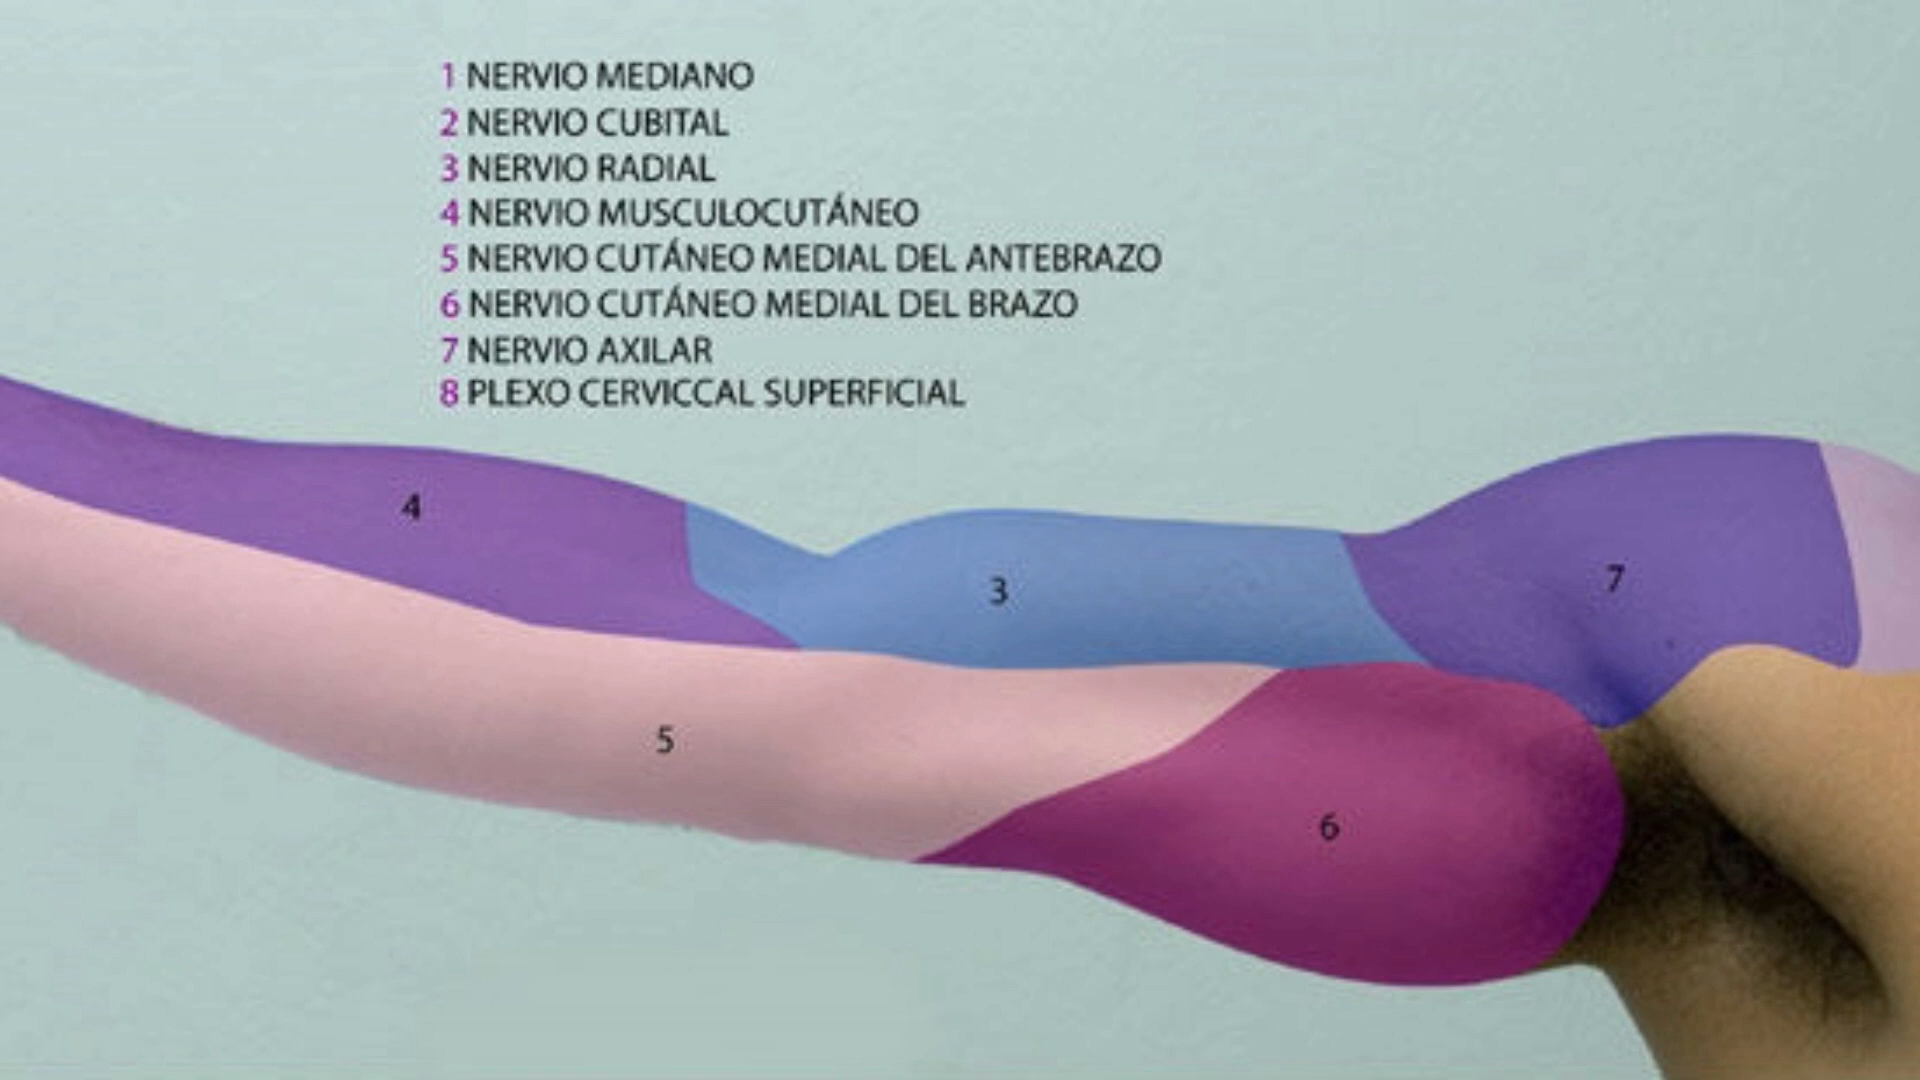 1 NERVIO MEDIANO
2 NERVIO CUBITAL
3 NERVIO RADIAL
4 NERVIO MUSCULOCUTÁNEO
5 NERVIO CUTÁNEO MEDIAL DEL ANTEBRAZO
6 NERVIO CUTÁNEO MEDIAL DEL BRAZO
7 NERVIO AXILAR
8 PLEXO CERVICCAL SUPERFICIAL
4
3
7
5
6